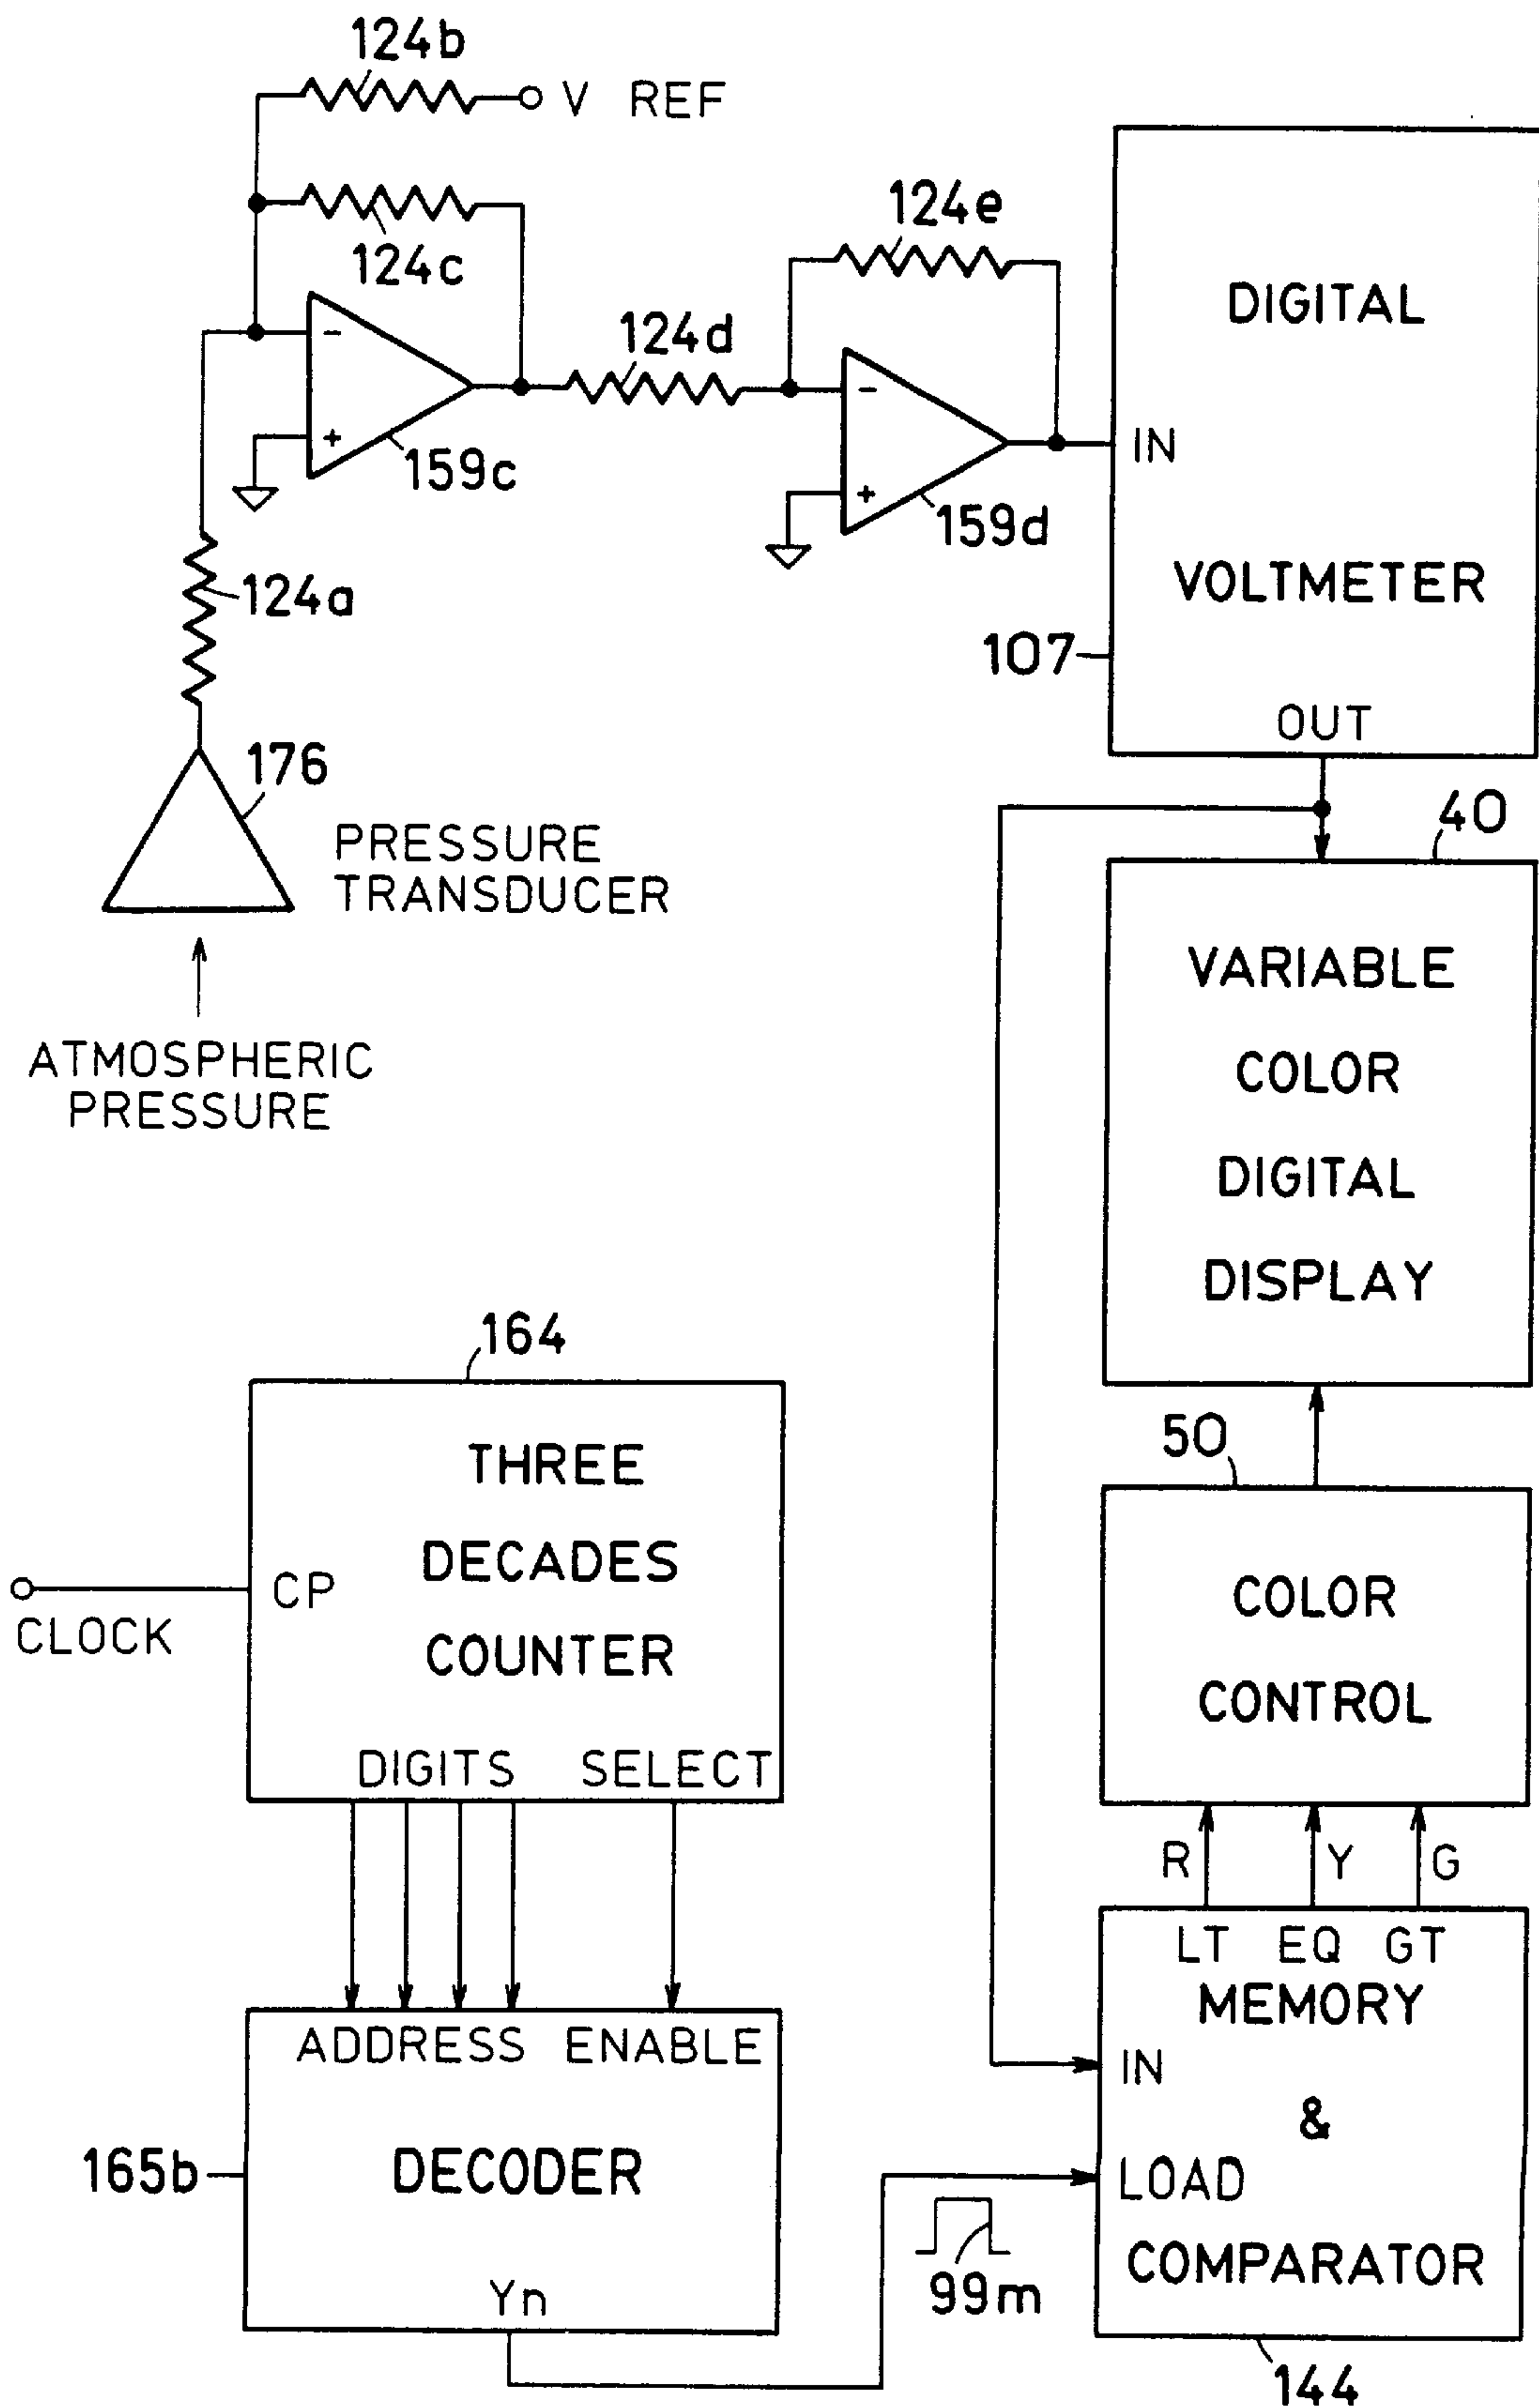 124b
V REF
124c
124e
124d
-
+
159c
-
+
159d
124a
DIGITAL
IN
VOLTMETER
107
OUT
176
PRESSURE
TRANSDUCER
ATMOSPHERIC
PRESSURE
40
VARIABLE
COLOR
DIGITAL
DISPLAY
164
THREE
DECADES
COUNTER
CP
CLOCK
DIGITS SELECT
50
COLOR
CONTROL
R Y G
LT EQ GT
MEMORY
IN
&
LOAD
COMPARATOR
144
ADDRESS ENABLE
165b
DECODER
Yn
99m